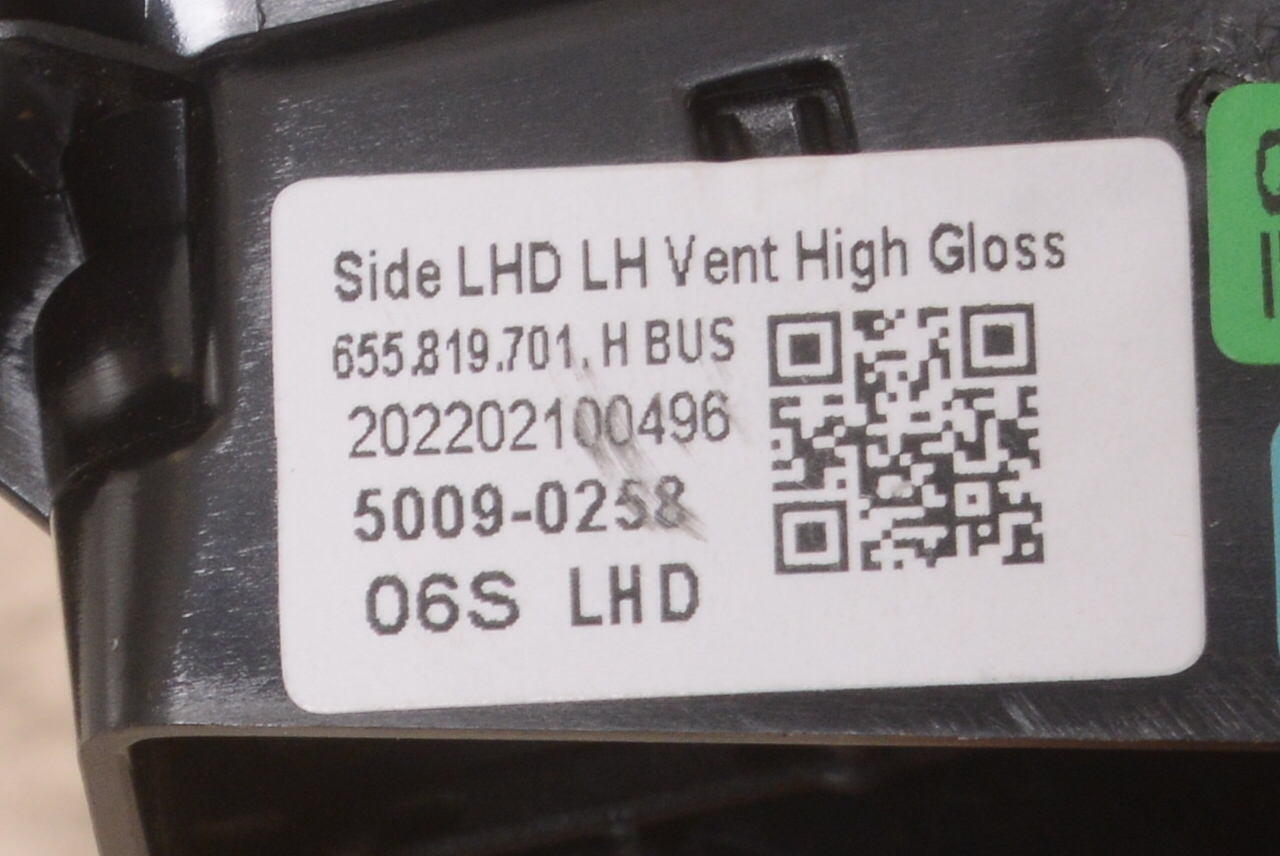 Side LHD LH Vent High Gloss
655.819.701. H BUS
202202100496
5009-0258
06S LHD